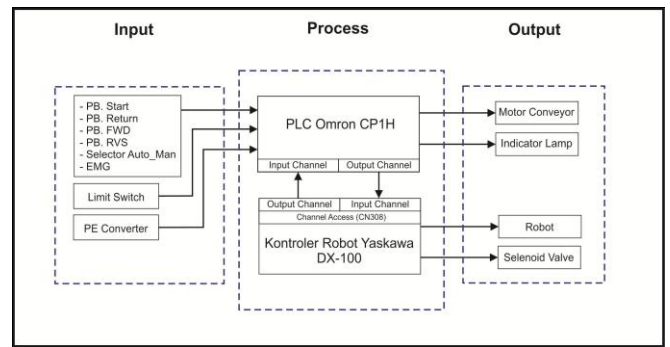 Input
Process
Output
- PB. Start
- PB. Return
- PB. FWD
- PB. RVS
- Selector Auto_Man
- EMG
Limit Switch
PE Converter
PLC Omron CP1H
Input Channel
Output Channel
Output Channel
Input Channel
Channel Access (CN308)
Kontroler Robot Yaskawa
DX-100
Motor Conveyor
Indicator Lamp
Robot
Selenoid Valve